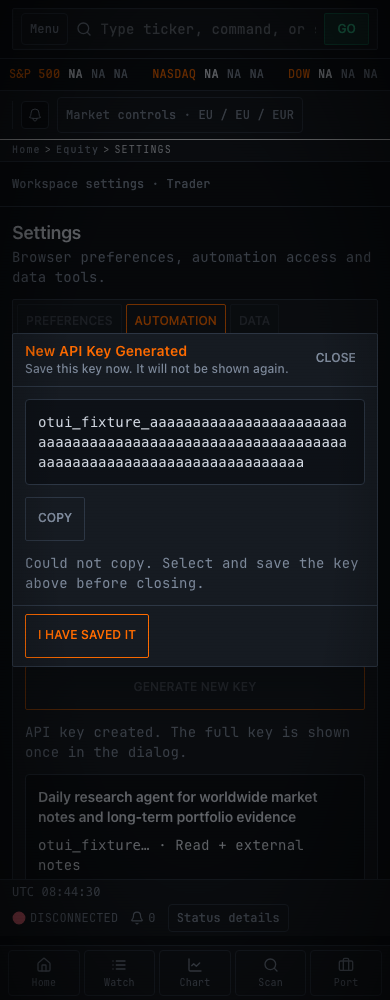 Menu
Type ticker, command, or
GO
S&P 500 NA NA NA NASDAQ NA NA NA DOW NA NA NA
Market controls · EU / EU / EUR
Home > Equity > SETTINGS
Workspace settings · Trader
Settings
Browser preferences, automation access and
data tools.
PREFERENCES AUTOMATION DATA
New API Key Generated
Save this key now. It will not be shown again.
CLOSE
otui_fixture_aaaaaaaaaaaaaaaaaaaaaaa
aaaaaaaaaaaaaaaaaaaaaaaaaaaaaaaaaaaa
aaaaaaaaaaaaaaaaaaaaaaaaaaaaaaa
COPY
Could not copy. Select and save the key
above before closing.
I HAVE SAVED IT
GENERATE NEW KEY
API key created. The full key is shown
once in the dialog.
Daily research agent for worldwide market
notes and long-term portfolio evidence
otui_fixture… · Read + external
notes
UTC 08:44:30
DISCONNECTED 0 Status details
Home Watch Chart Scan Port